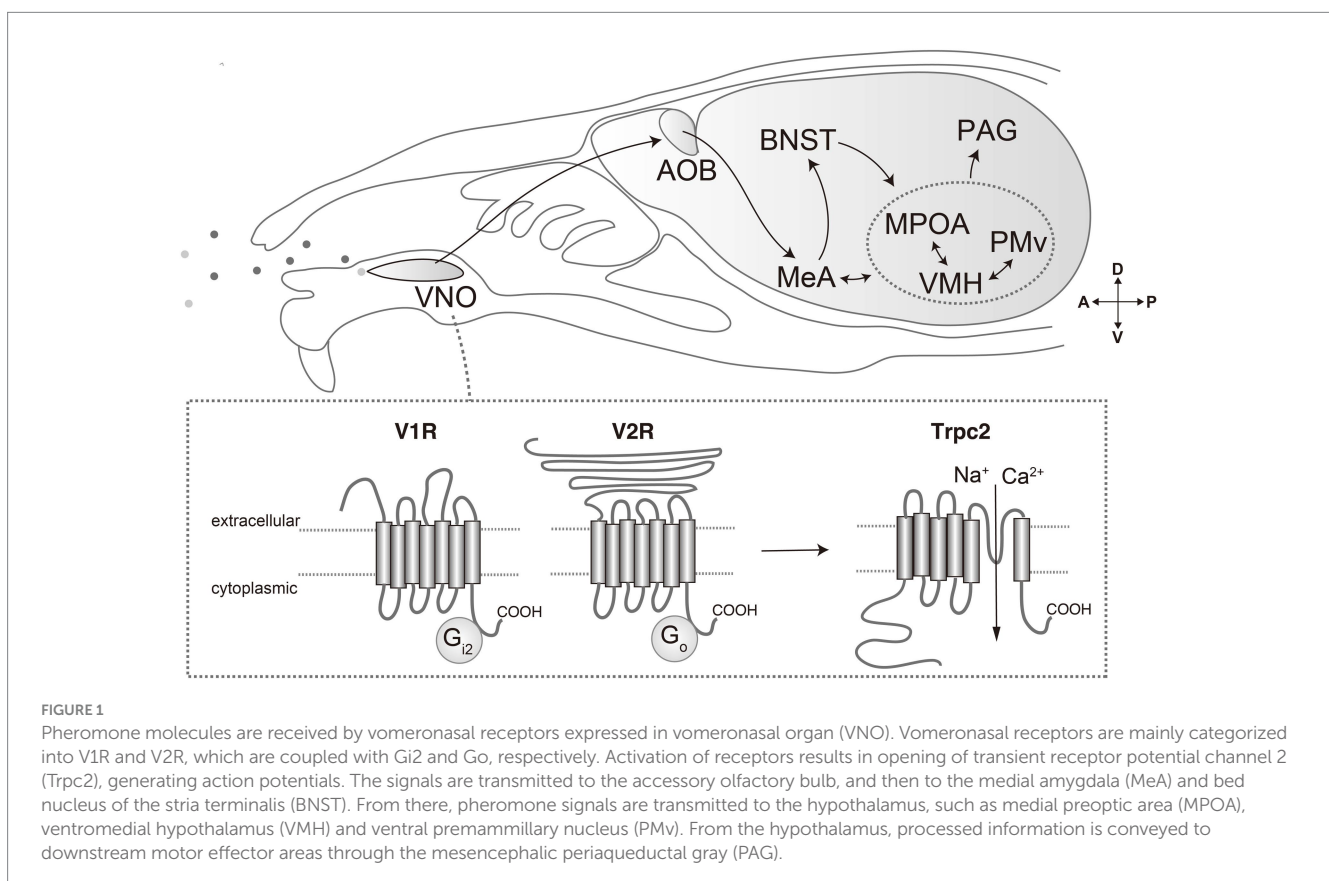 BNST
PAG
AOB
MPOA
PMv
MeA
VMH
VNO
D
A
P
V
V1R
V2R
Trpc2
Na⁺
Ca²⁺
extracellular
cytoplasmic
COOH
COOH
COOH
Gi2
Go
FIGURE 1
Pheromone molecules are received by vomeronasal receptors expressed in vomeronasal organ (VNO). Vomeronasal receptors are mainly categorized
into V1R and V2R, which are coupled with Gi2 and Go, respectively. Activation of receptors results in opening of transient receptor potential channel 2
(Trpc2), generating action potentials. The signals are transmitted to the accessory olfactory bulb, and then to the medial amygdala (MeA) and bed
nucleus of the stria terminalis (BNST). From there, pheromone signals are transmitted to the hypothalamus, such as medial preoptic area (MPOA),
ventromedial hypothalamus (VMH) and ventral premammillary nucleus (PMv). From the hypothalamus, processed information is conveyed to
downstream motor effector areas through the mesencephalic periaqueductal gray (PAG).